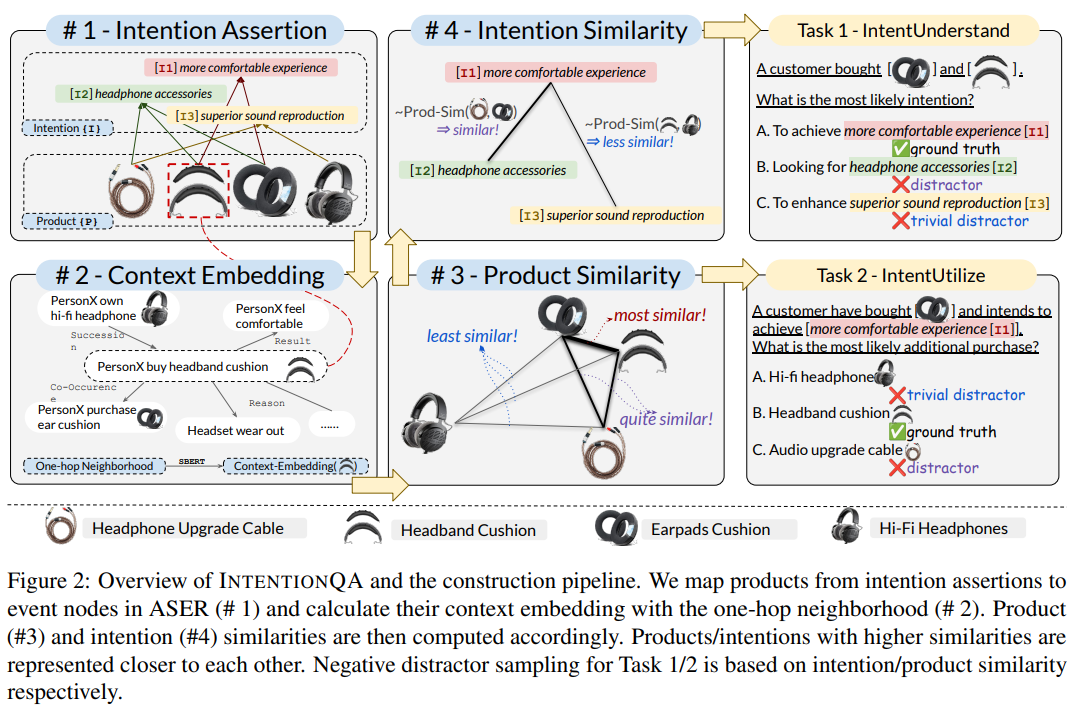 # 1 - Intention Assertion
[I1] more comfortable experience
[I2] headphone accessories
[I3] superior sound reproduction
Intention {I}
Product {P}
# 4 - Intention Similarity
[I1] more comfortable experience
~Prod-Sim( , )
⇒ similar!
~Prod-Sim( , )
⇒ less similar!
[I2] headphone accessories
[I3] superior sound reproduction
Task 1 - IntentUnderstand
A customer bought [ ] and [ ] .
What is the most likely intention?
A. To achieve more comfortable experience [I1]
✅ground truth
B. Looking for headphone accessories [I2]
❌distractor
C. To enhance superior sound reproduction [I3]
❌trivial distractor
# 2 - Context Embedding
PersonX own
hi-fi headphone
PersonX feel
comfortable
Successio
n
Result
PersonX buy headband cushion
Co-Occurenc
e
Reason
PersonX purchase
ear cushion
Headset wear out
......
One-hop Neighborhood
SBERT
Context-Embedding( )
# 3 - Product Similarity
most similar!
least similar!
quite similar!
Task 2 - IntentUtilize
A customer have bought [ ] and intends to
achieve [more comfortable experience [I1]].
What is the most likely additional purchase?
A. Hi-fi headphone
❌trivial distractor
B. Headband cushion
✅ground truth
C. Audio upgrade cable
❌distractor
Headphone Upgrade Cable
Headband Cushion
Earpads Cushion
Hi-Fi Headphones
Figure 2: Overview of INTENTIONQA and the construction pipeline. We map products from intention assertions to
event nodes in ASER (# 1) and calculate their context embedding with the one-hop neighborhood (# 2). Product
(#3) and intention (#4) similarities are then computed accordingly. Products/intentions with higher similarities are
represented closer to each other. Negative distractor sampling for Task 1/2 is based on intention/product similarity
respectively.